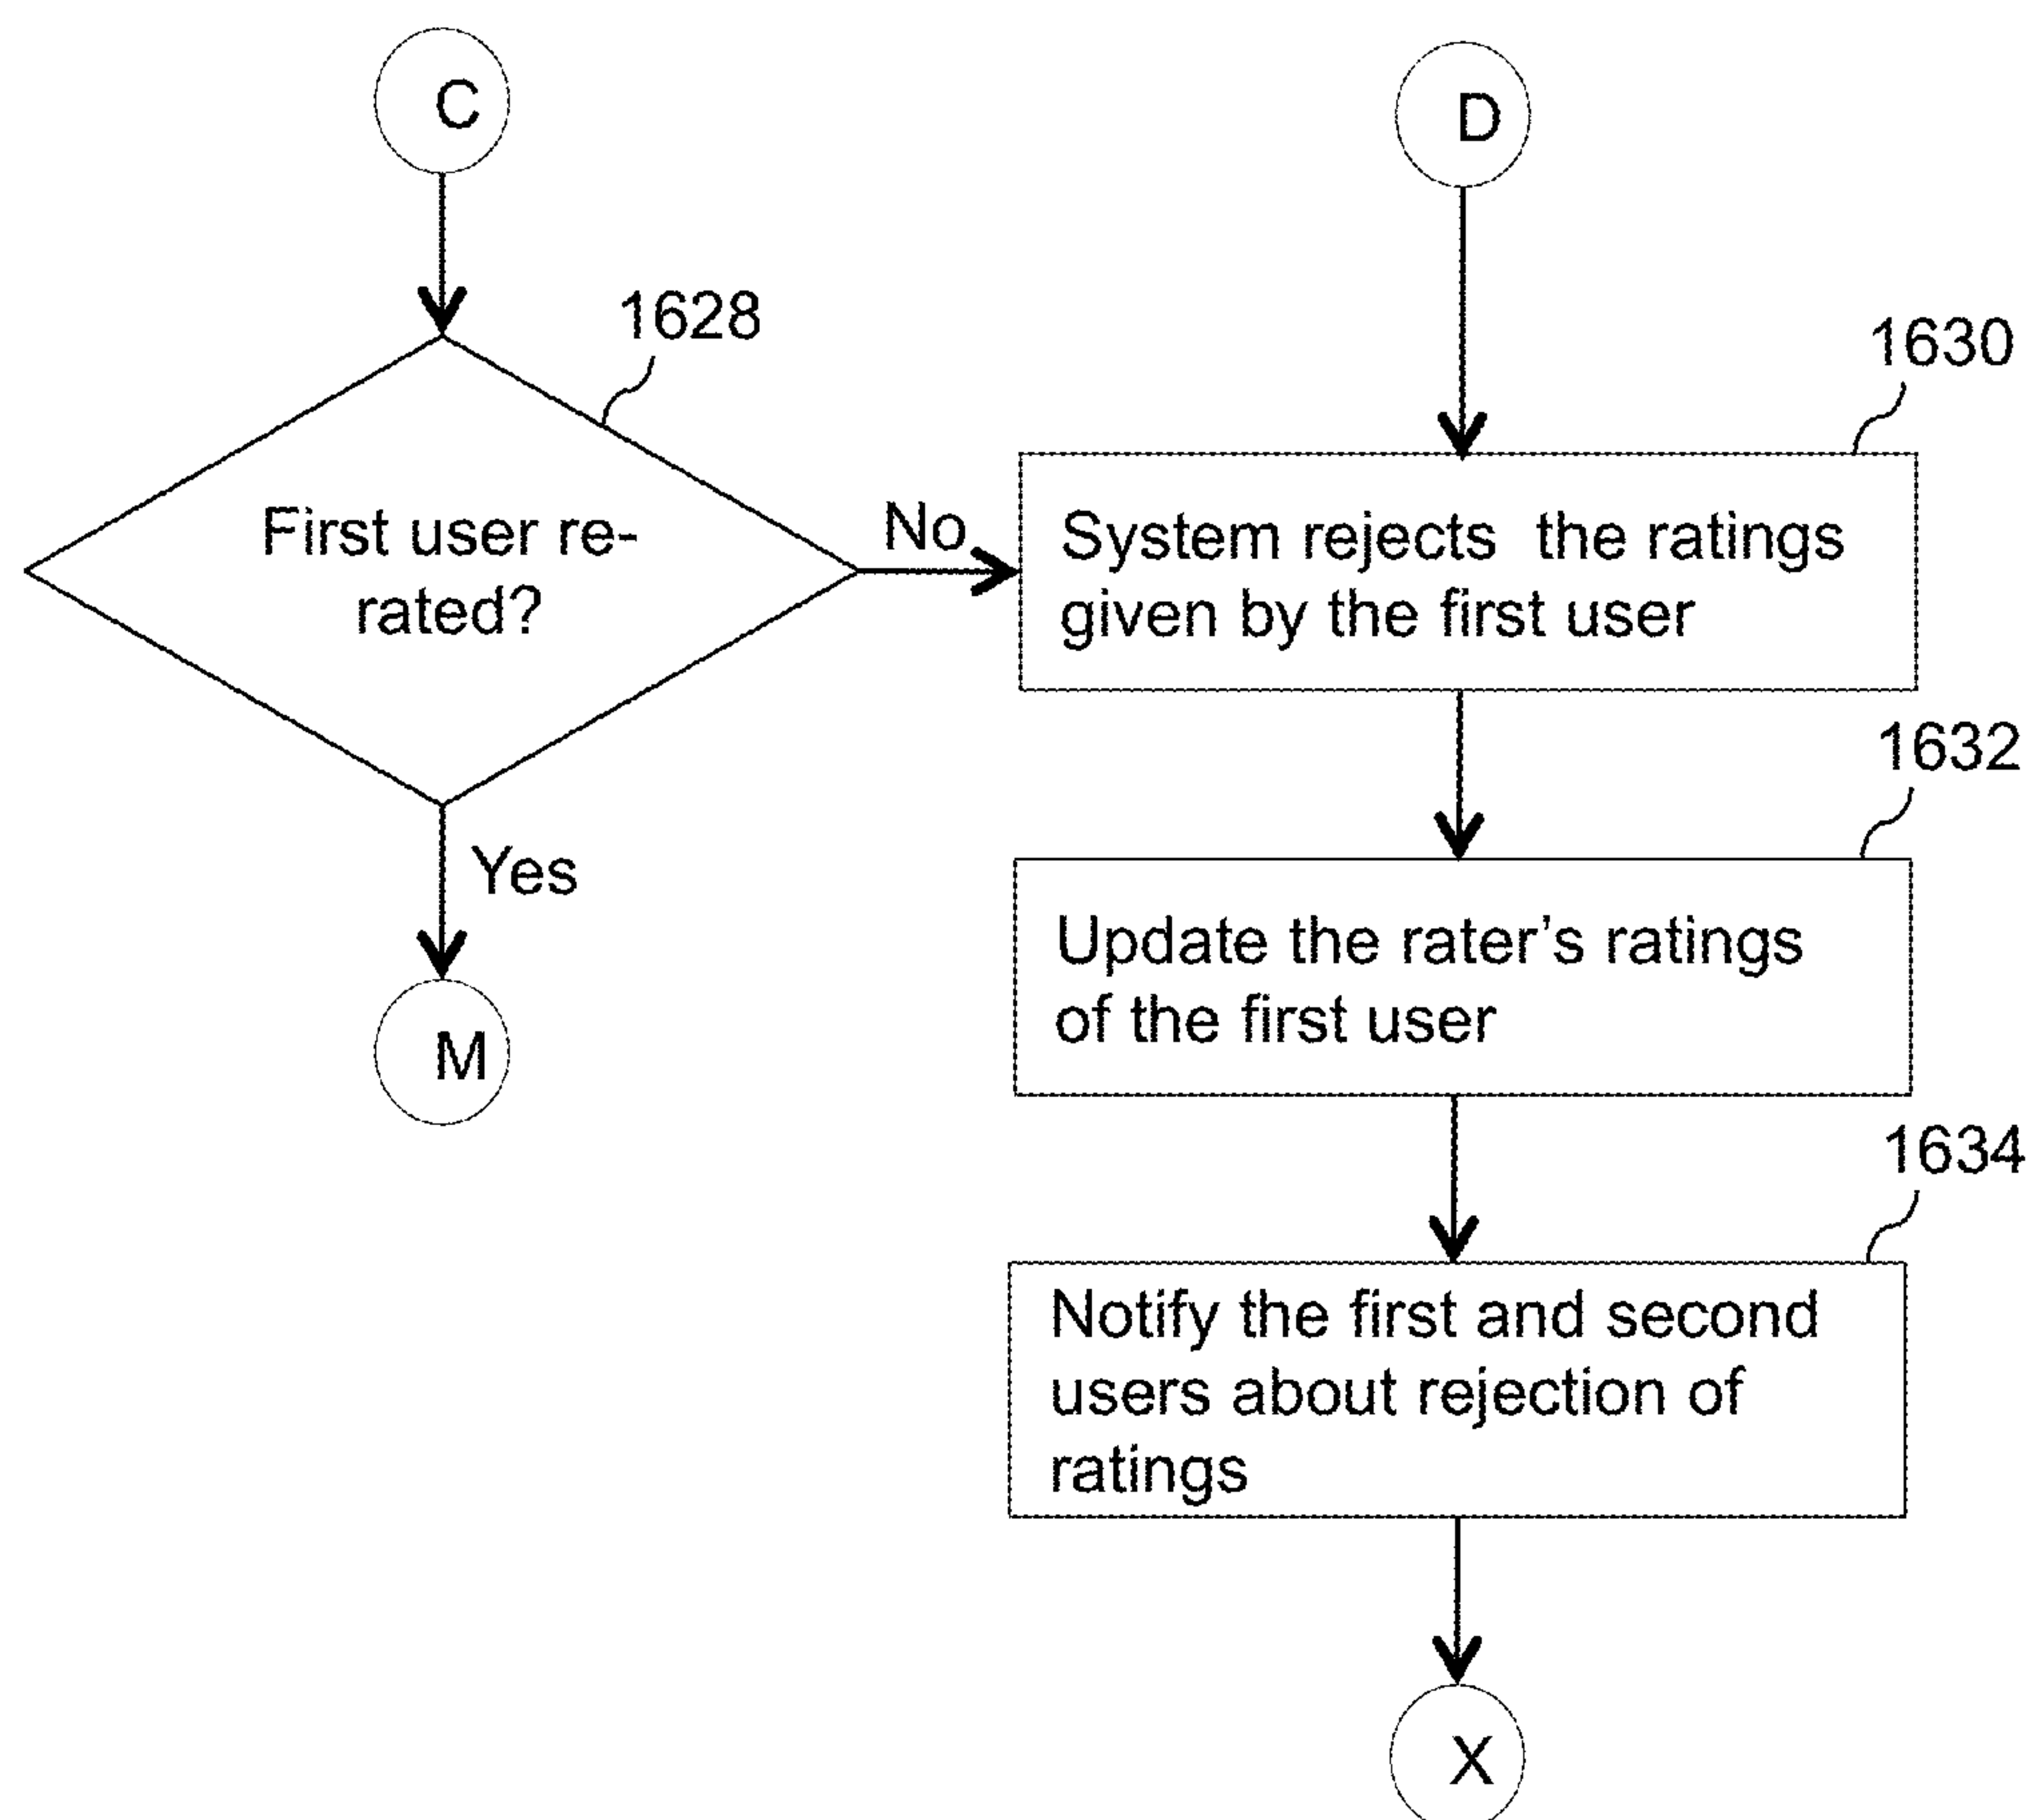 C
D
1628
1630
First user re-
rated?
No
System rejects the ratings
given by the first user
1632
Yes
Update the rater's ratings
of the first user
M
1634
Notify the first and second
users about rejection of
ratings
X